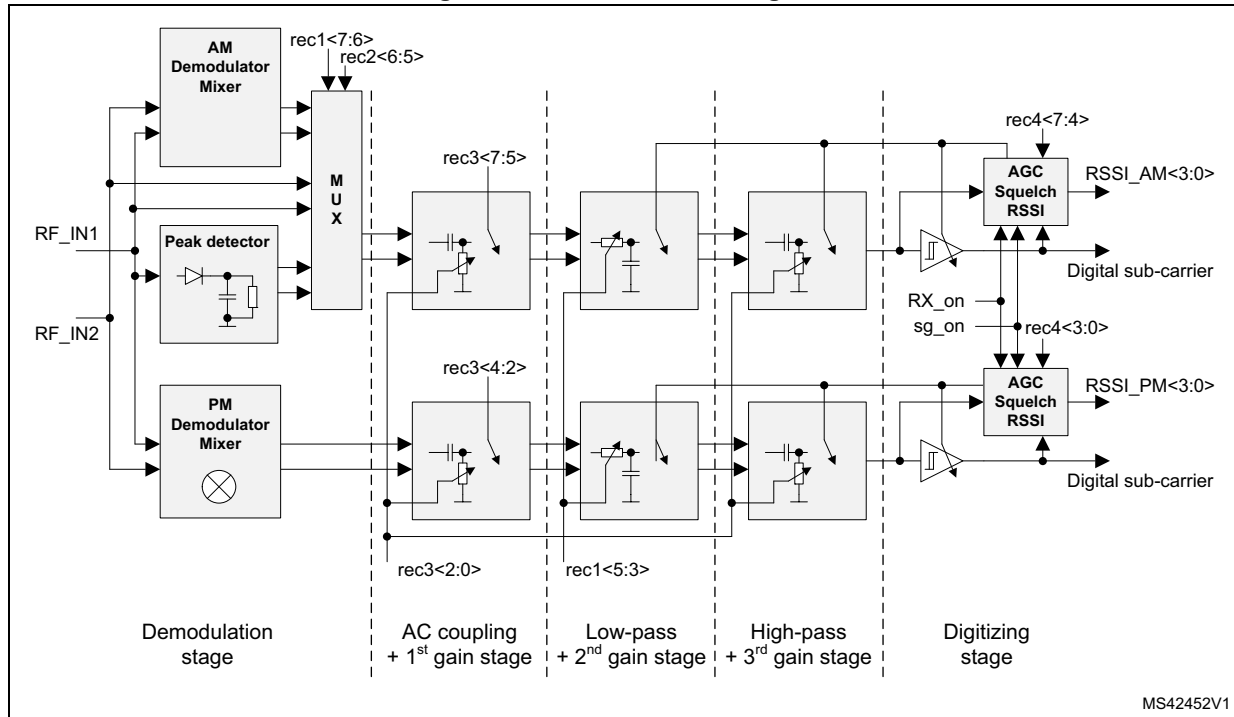 AM
Demodulator
Mixer
rec1<7:6>
rec2<6:5>
M
U
X
RF_IN1
RF_IN2
Peak detector
PM
Demodulator
Mixer
rec3<7:5>
rec3<4:2>
rec3<2:0>
rec1<5:3>
rec4<7:4>
AGC
Squelch
RSSI
RSSI_AM<3:0>
Digital sub-carrier
RX_on
sg_on
rec4<3:0>
AGC
Squelch
RSSI
RSSI_PM<3:0>
Digital sub-carrier
Demodulation
stage
AC coupling
+ 1st gain stage
Low-pass
+ 2nd gain stage
High-pass
+ 3rd gain stage
Digitizing
stage
MS42452V1